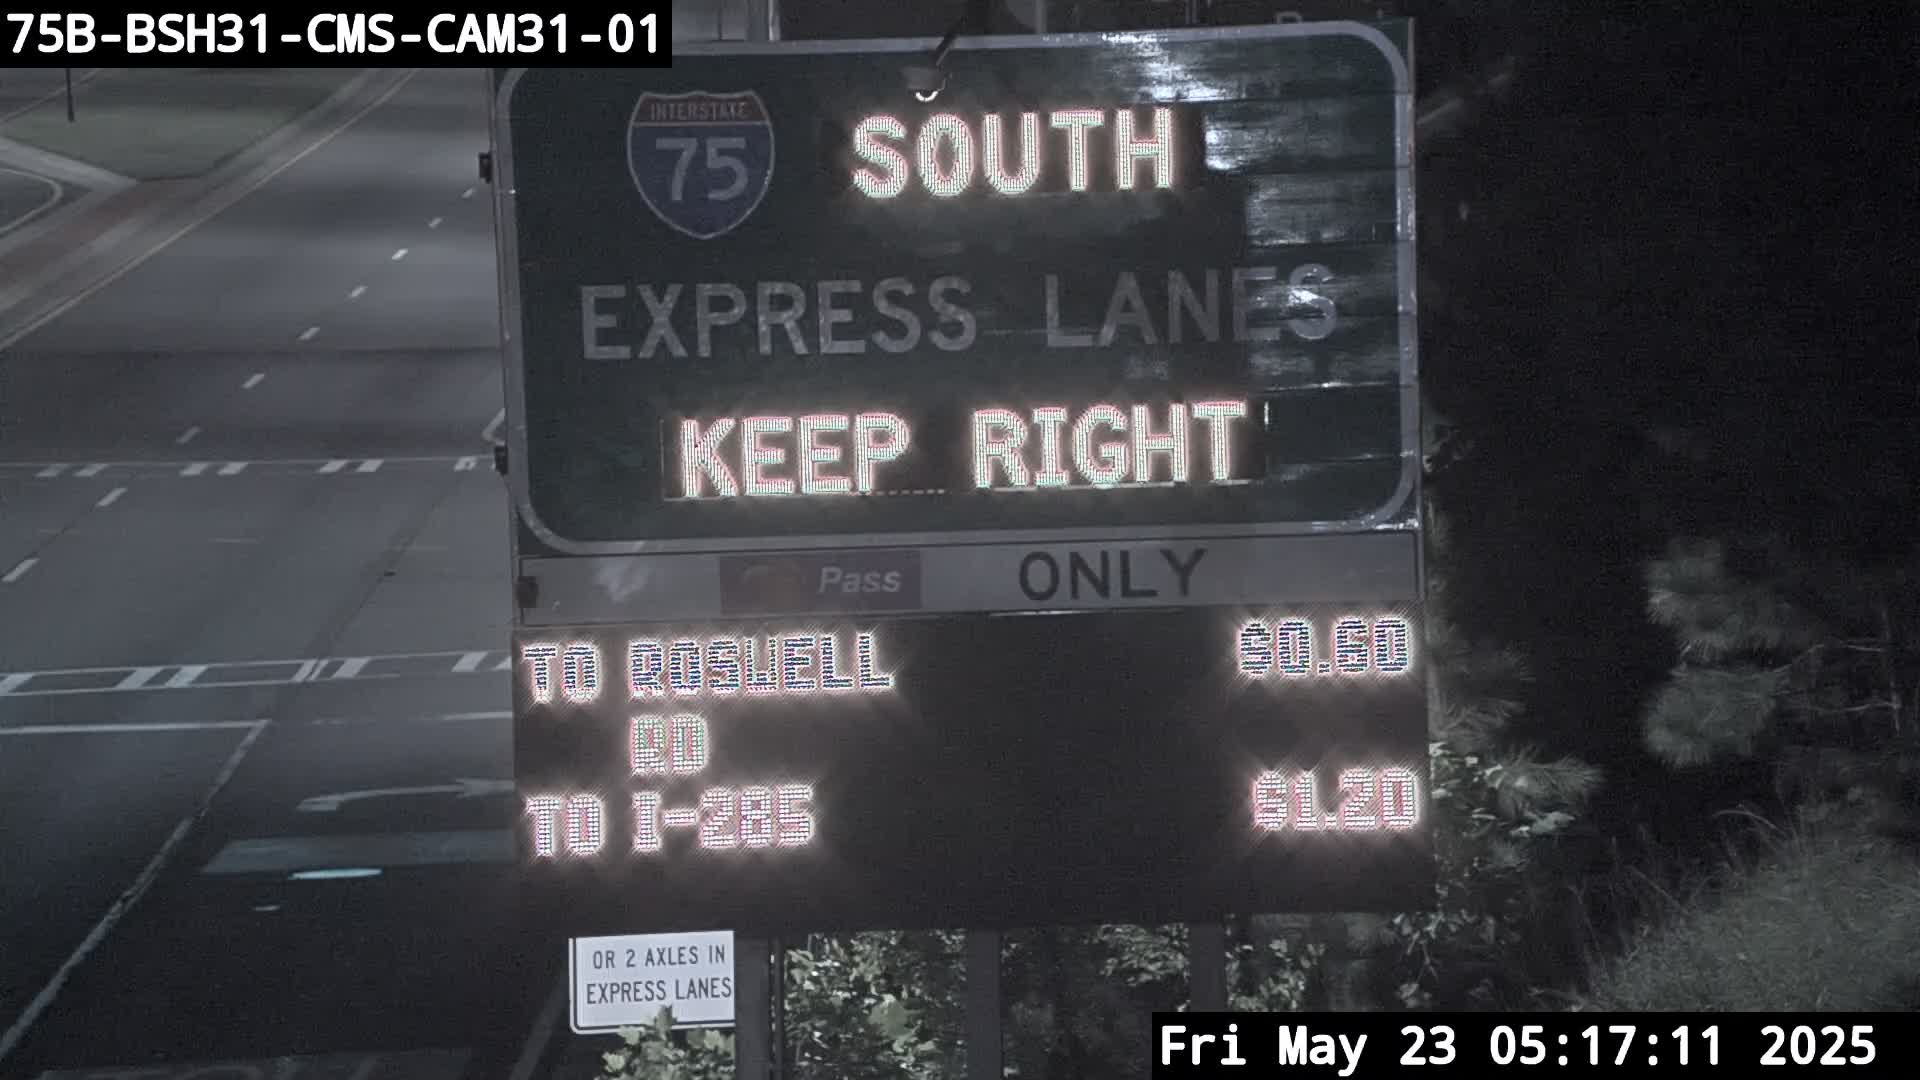 75B-BSH31-CMS-CAM31-01
INTERSTATE
75
SOUTH
EXPRESS LANES
KEEP RIGHT
Pass ONLY
TO ROSWELL $0.60
RD
TO I-285 $1.20
OR 2 AXLES IN
EXPRESS LANES
Fri May 23 05:17:11 2025